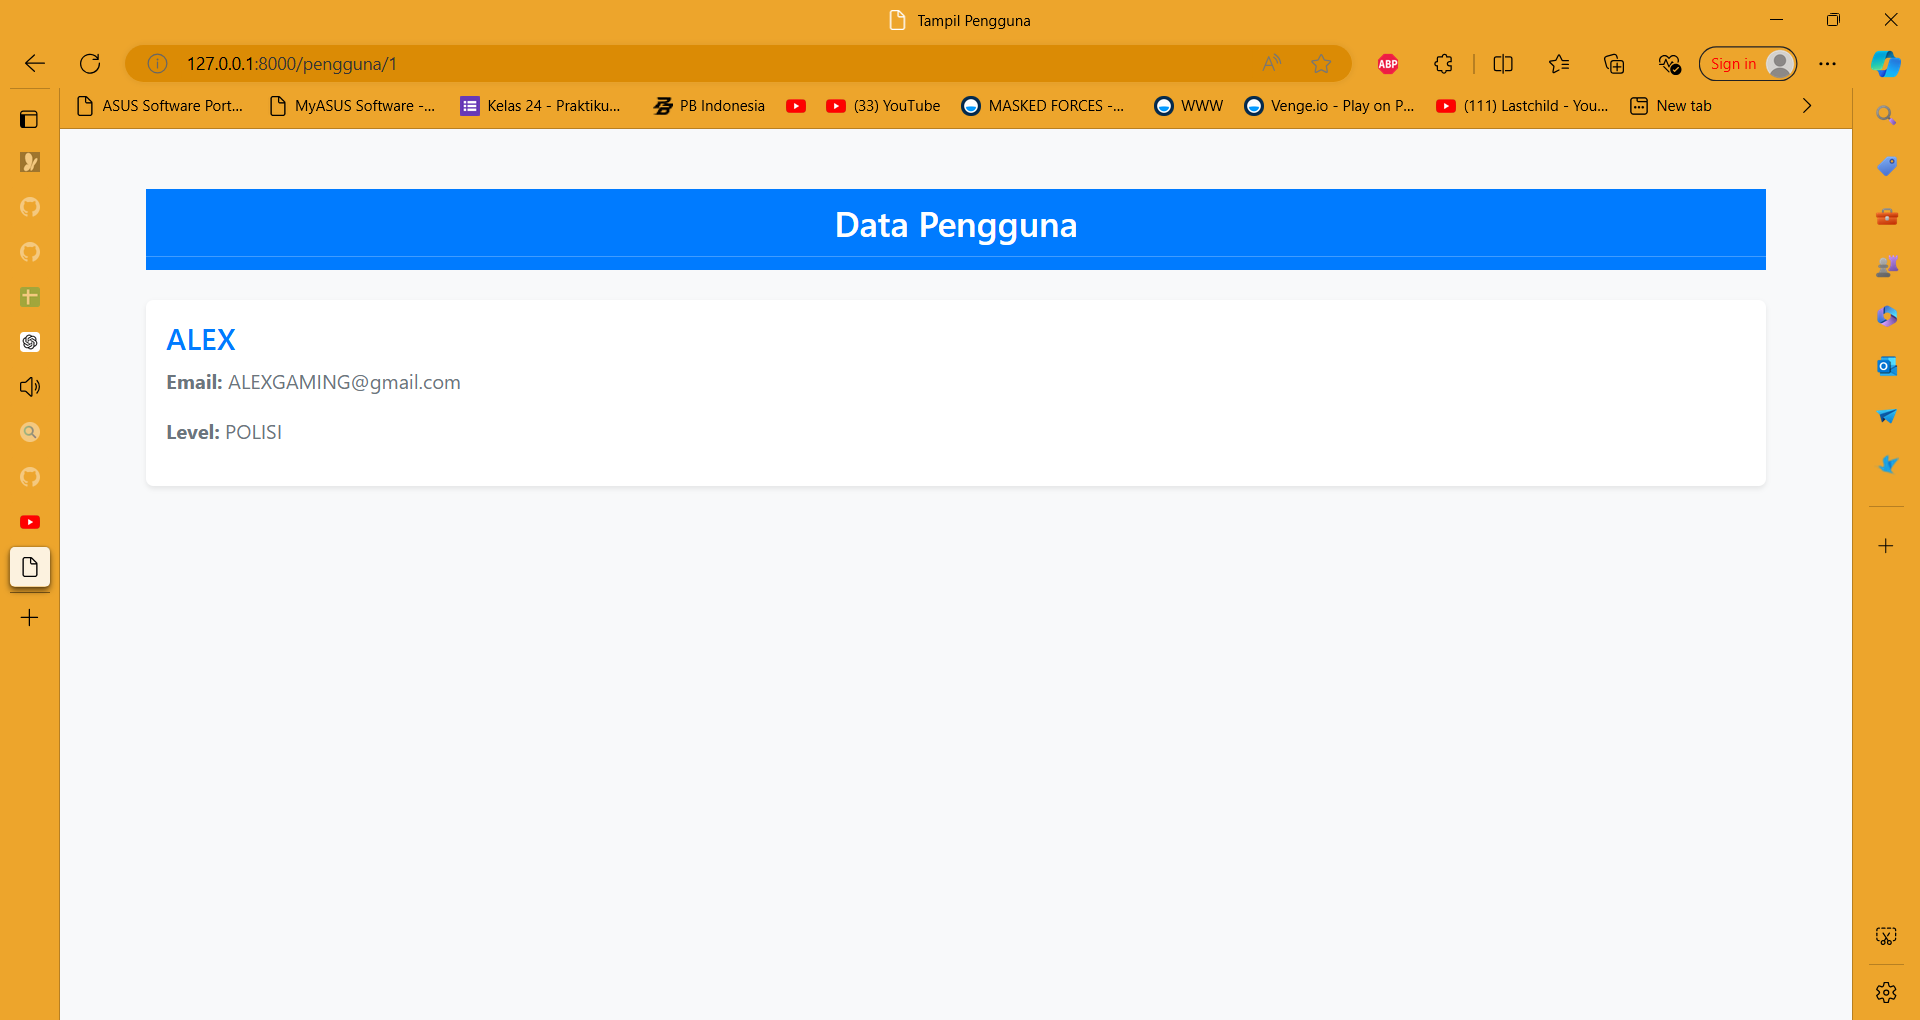 Tampil Pengguna
127.0.0.1:8000/pengguna/1
A))
ABP
Sign in
ASUS Software Port...
MyASUS Software -...
Kelas 24 - Praktiku...
PB Indonesia
(33) YouTube
MASKED FORCES -...
WWW
Venge.io - Play on P...
(111) Lastchild - You...
New tab
Data Pengguna
ALEX
Email: ALEXGAMING@gmail.com
Level: POLISI